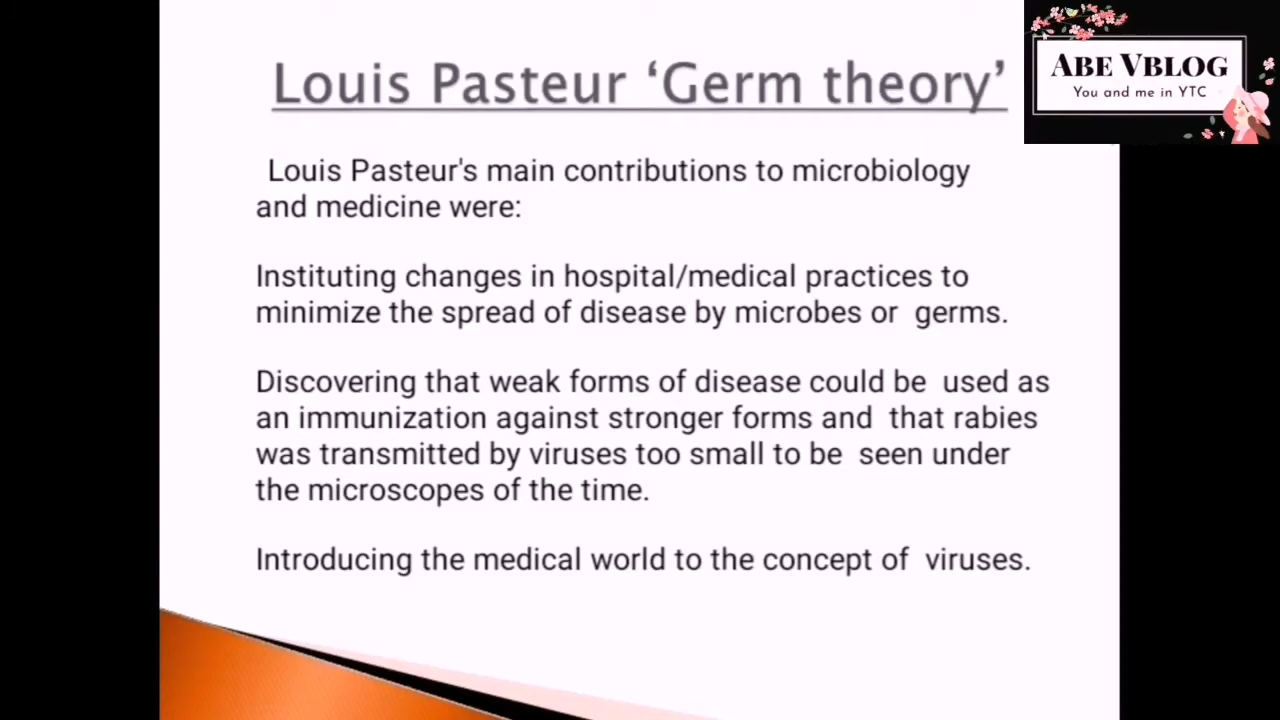 Louis Pasteur ‘Germ theory’
ABE VBLOG
You and me in YTC
Louis Pasteur's main contributions to microbiology
and medicine were:
Instituting changes in hospital/medical practices to
minimize the spread of disease by microbes or germs.
Discovering that weak forms of disease could be used as
an immunization against stronger forms and that rabies
was transmitted by viruses too small to be seen under
the microscopes of the time.
Introducing the medical world to the concept of viruses.